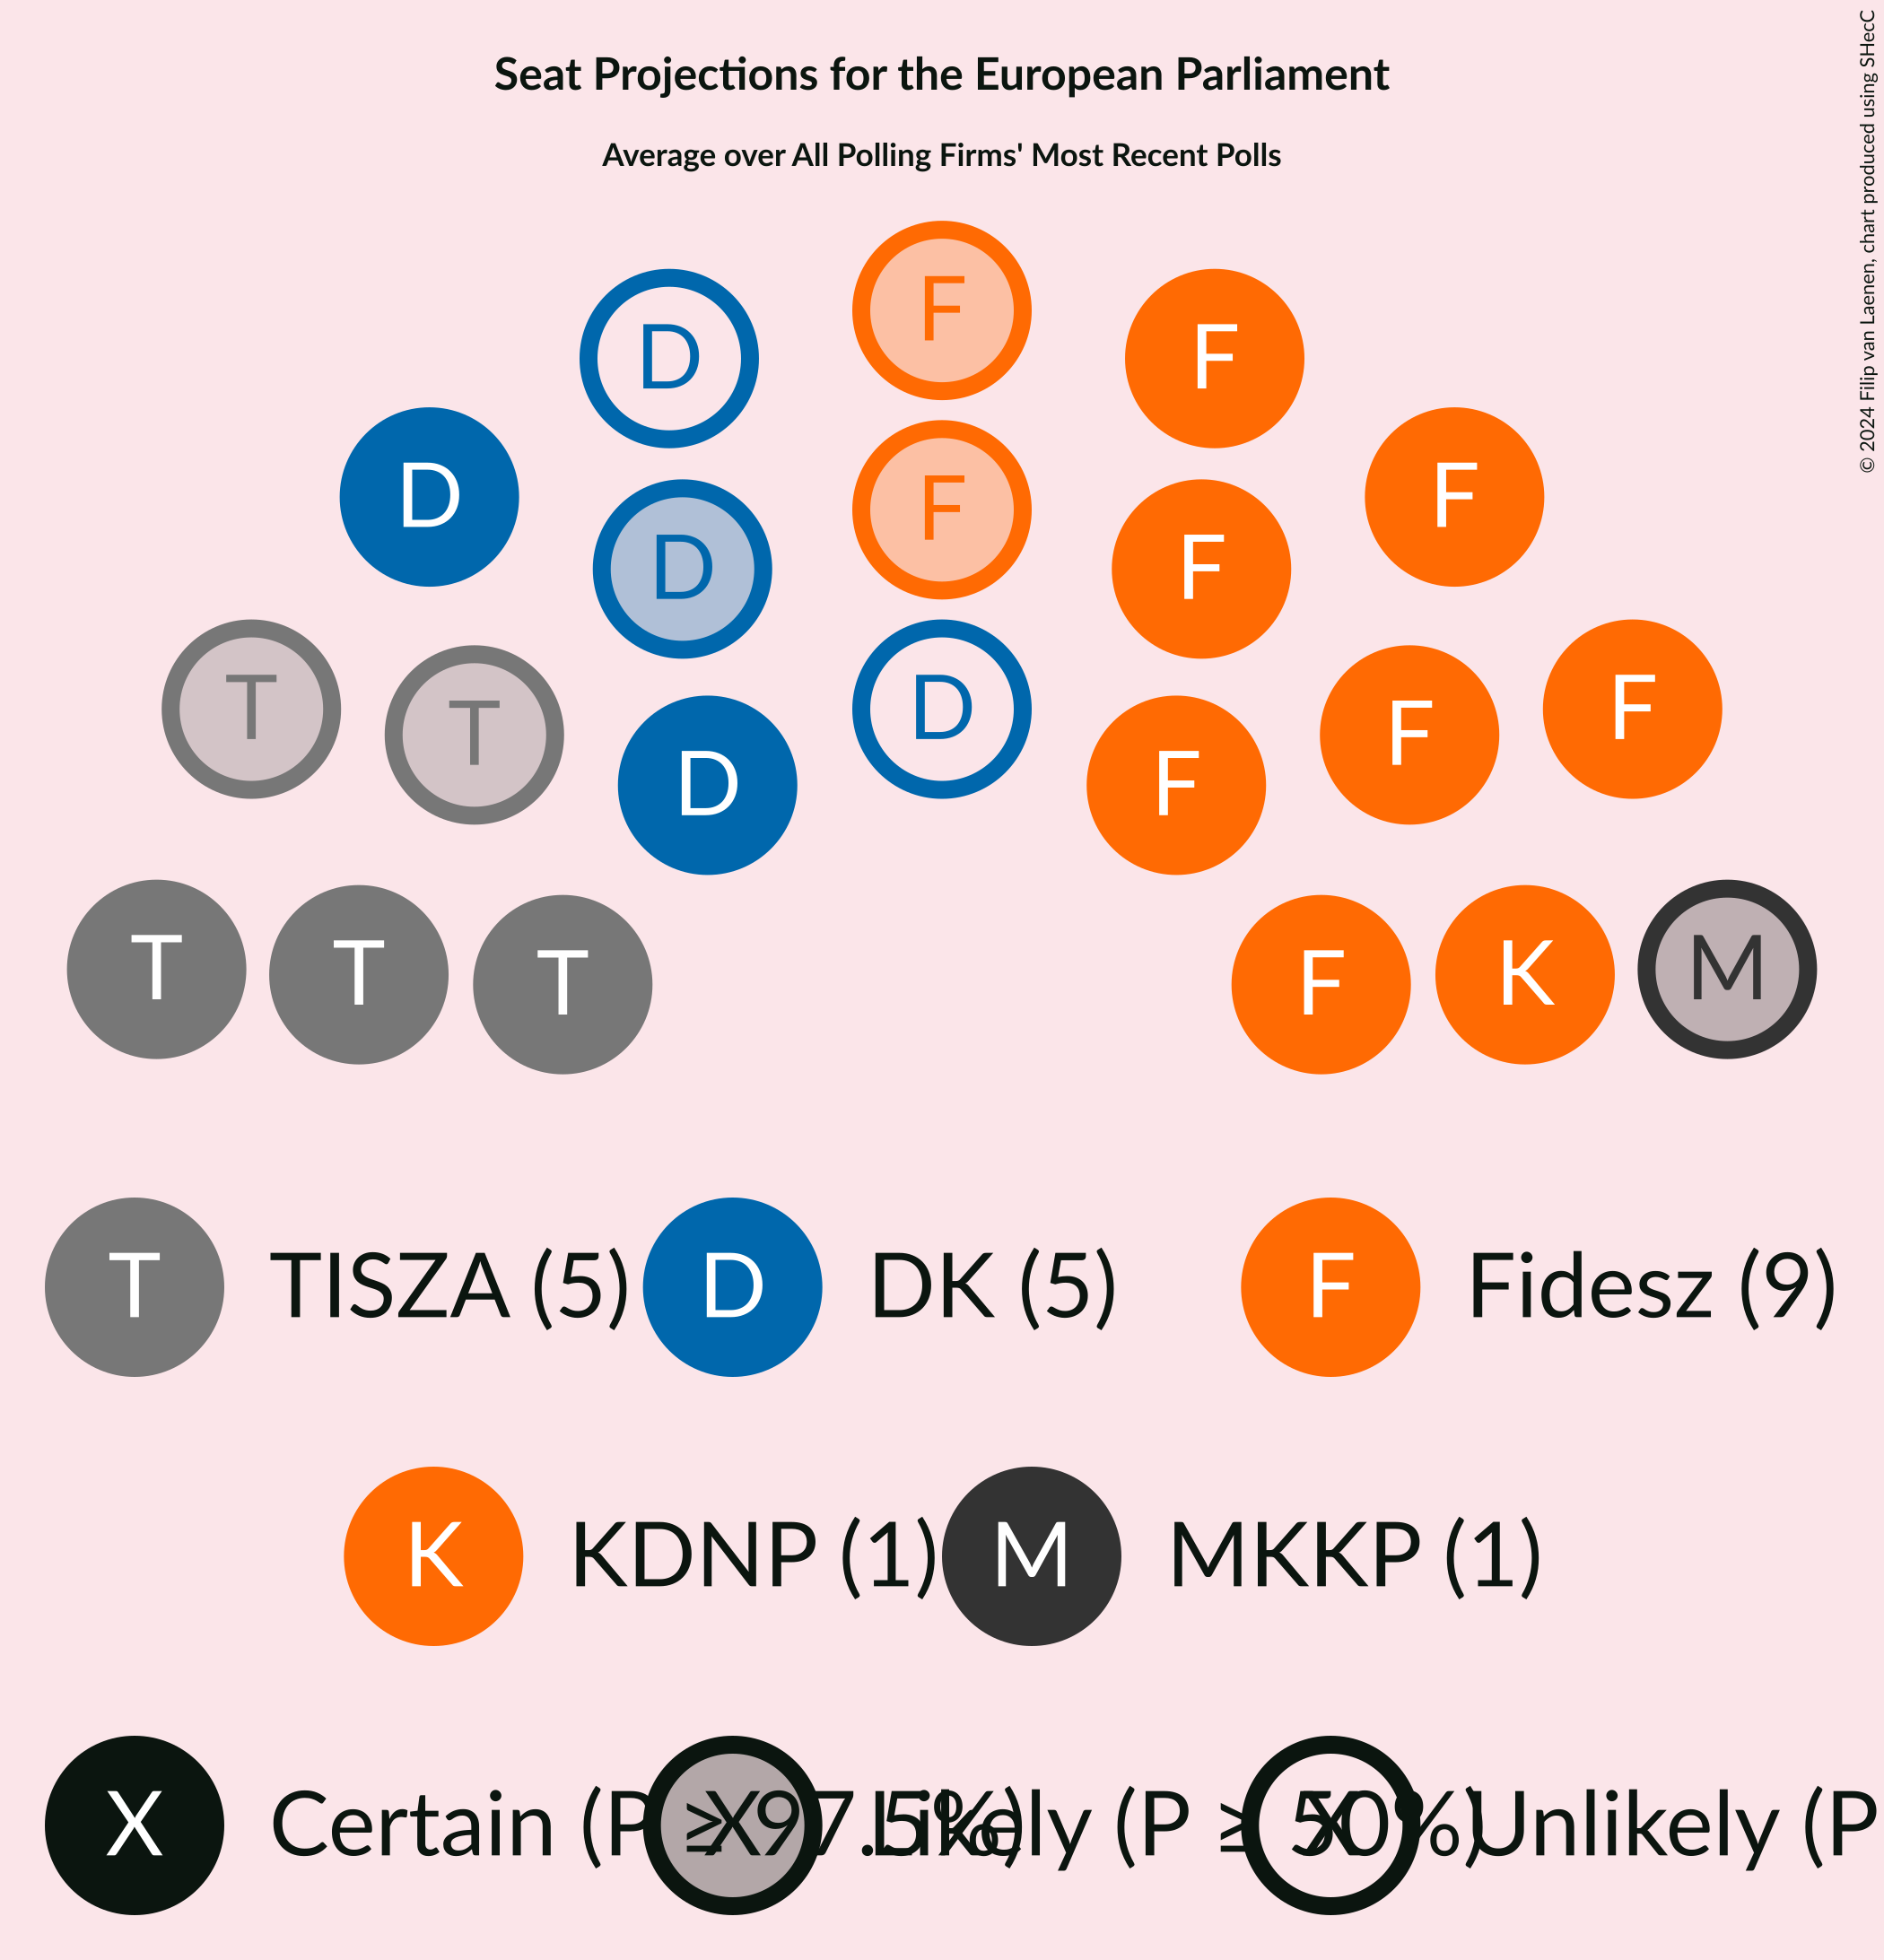 Seat Projections for the European Parliament
Average over All Polling Firms' Most Recent Polls
© 2024 Filip van Laenen, chart produced using SHecC
F
D F
D F
F
D F
T D F
T F
D F
T T T F K M
T TISZA (5) D DK (5) F Fidesz (9)
K KDNP (1) M MKKP (1)
X Certain (P ≥ 97.5%) X Likely (P ≥ 50%) X Unlikely (P